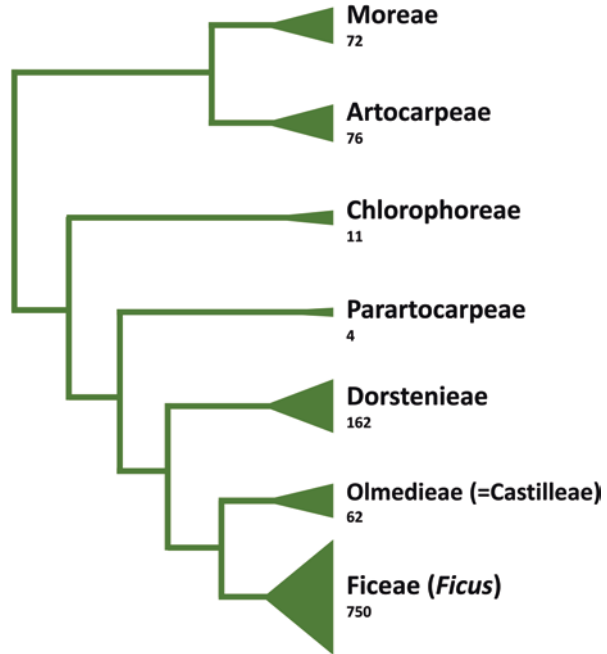 Moreae
72
Artocarpeae
76
Chlorophoreae
11
Parartocarpeae
4
Dorstenieae
162
Olmedieae (=Castilleae)
62
Ficeae (Ficus)
750